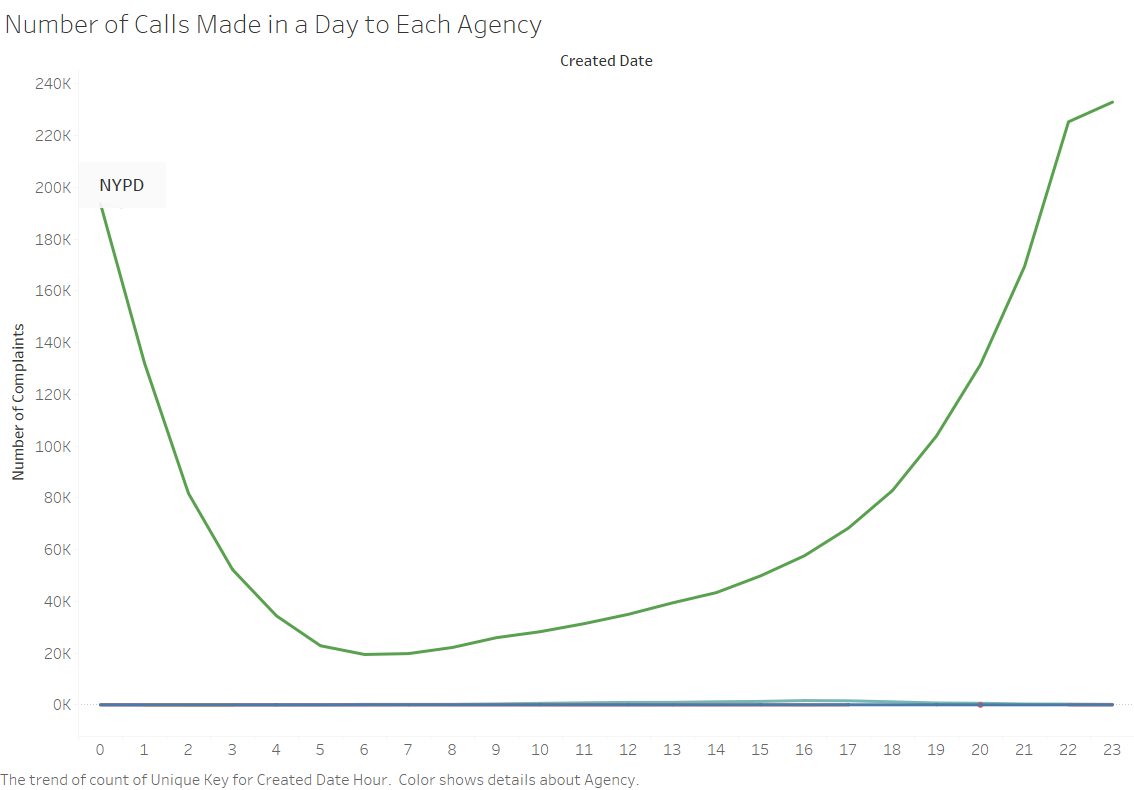 Number of Calls Made in a Day to Each Agency
Created Date
240K
220K
200K
180K
160K
140K
120K
100K
80K
60K
40K
20K
0K
Number of Complaints
NYPD
0 1 2 3 4 5 6 7 8 9 10 11 12 13 14 15 16 17 18 19 20 21 22 23
The trend of count of Unique Key for Created Date Hour. Color shows details about Agency.